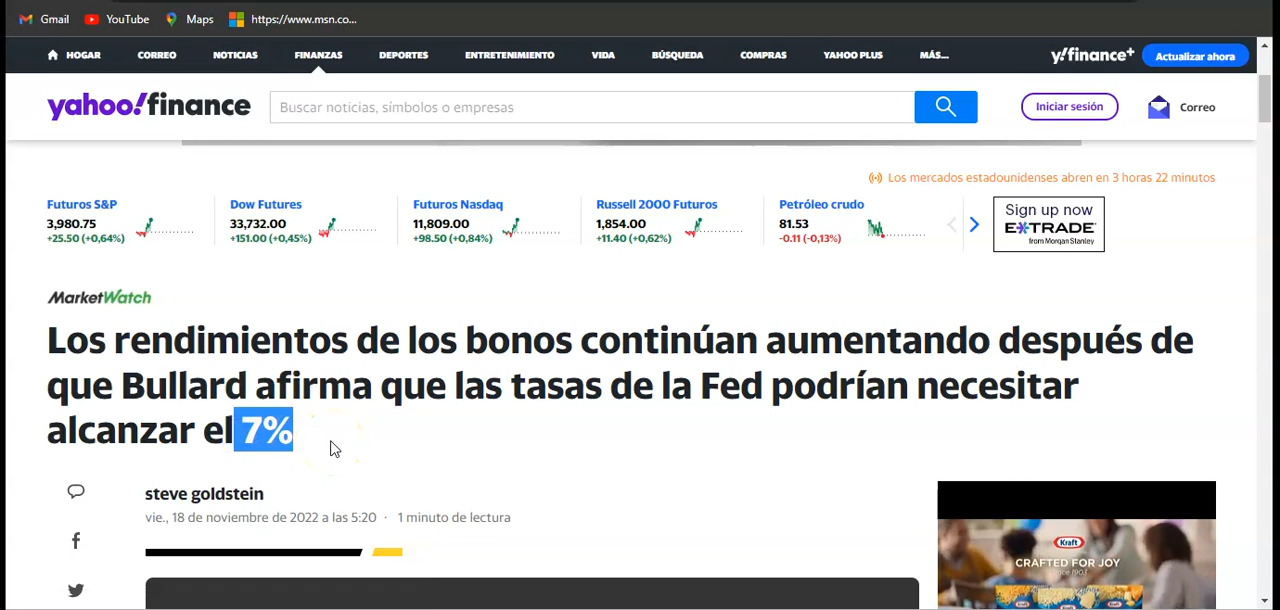 Gmail YouTube Maps https://www.msn.co...
HOGAR CORREO NOTICIAS FINANZAS DEPORTES ENTRETENIMIENTO VIDA BÚSQUEDA COMPRAS YAHOO PLUS MÁS... y!finance+ Actualizar ahora
yahoo!finance Buscar noticias, símbolos o empresas Iniciar sesión Correo
Los mercados estadounidenses abren en 3 horas 22 minutos
Futuros S&P Dow Futures Futuros Nasdaq Russell 2000 Futuros Petróleo crudo
3,980.75 33,732.00 11,809.00 1,854.00 81.53
+25.50 (+0,64%) +151.00 (+0,45%) +98.50 (+0,84%) +11.40 (+0,62%) -0.11 (-0,13%)
Sign up now
E*TRADE
from Morgan Stanley
MarketWatch
Los rendimientos de los bonos continúan aumentando después de
que Bullard afirma que las tasas de la Fed podrían necesitar
alcanzar el 7%
steve goldstein
vie., 18 de noviembre de 2022 a las 5:20 · 1 minuto de lectura
Kraft
CRAFTED FOR JOY
since 1903